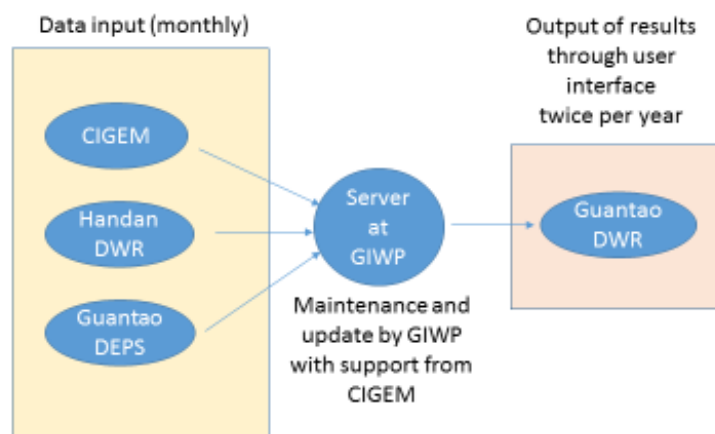 Data input (monthly)
CIGEM
Handan
DWR
Guantao
DEPS
Server
at
GIWP
Maintenance and
update by GIWP
with support from
CIGEM
Output of results
through user
interface
twice per year
Guantao
DWR